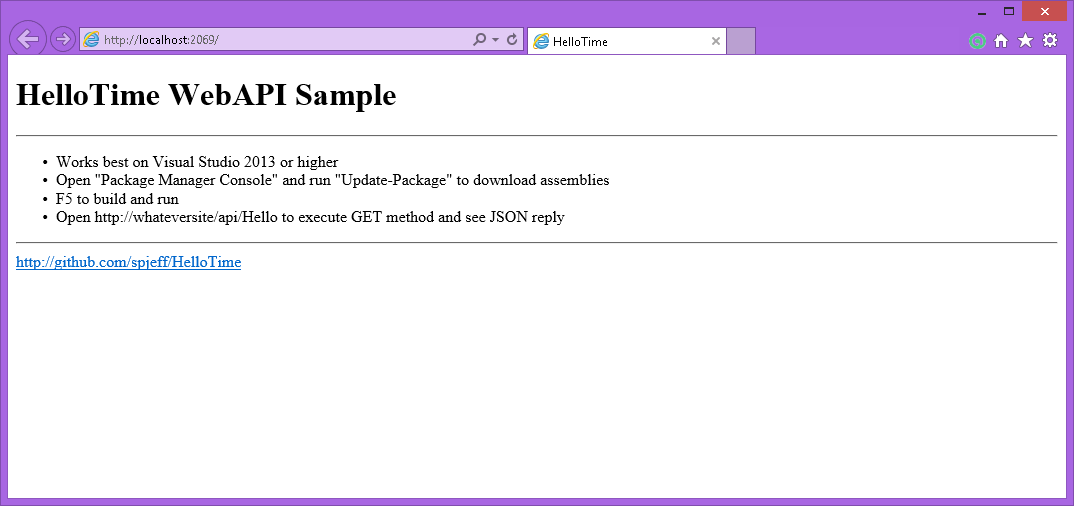 http://localhost:2069/
HelloTime
HelloTime WebAPI Sample
Works best on Visual Studio 2013 or higher
Open "Package Manager Console" and run "Update-Package" to download assemblies
F5 to build and run
Open http://whateversite/api/Hello to execute GET method and see JSON reply
http://github.com/spjeff/HelloTime